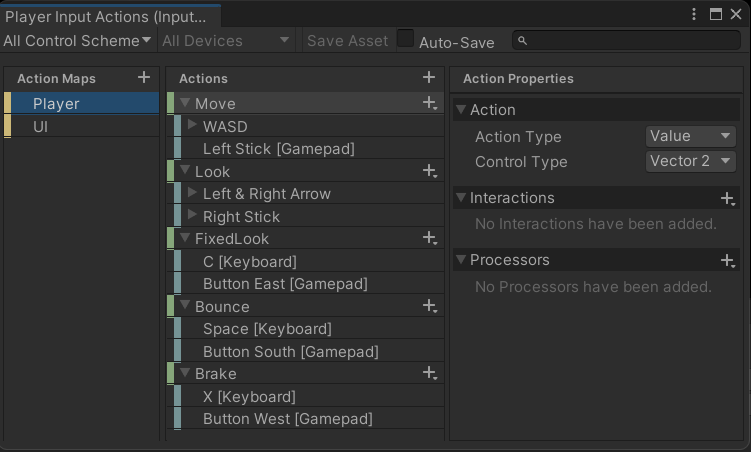 Player Input Actions (Input...
All Control Scheme All Devices Save Asset Auto-Save
Action Maps
Player
UI
Actions
Move
WASD
Left Stick [Gamepad]
Look
Left & Right Arrow
Right Stick
FixedLook
C [Keyboard]
Button East [Gamepad]
Bounce
Space [Keyboard]
Button South [Gamepad]
Brake
X [Keyboard]
Button West [Gamepad]
Action Properties
Action
Action Type Value
Control Type Vector 2
Interactions
No Interactions have been added.
Processors
No Processors have been added.